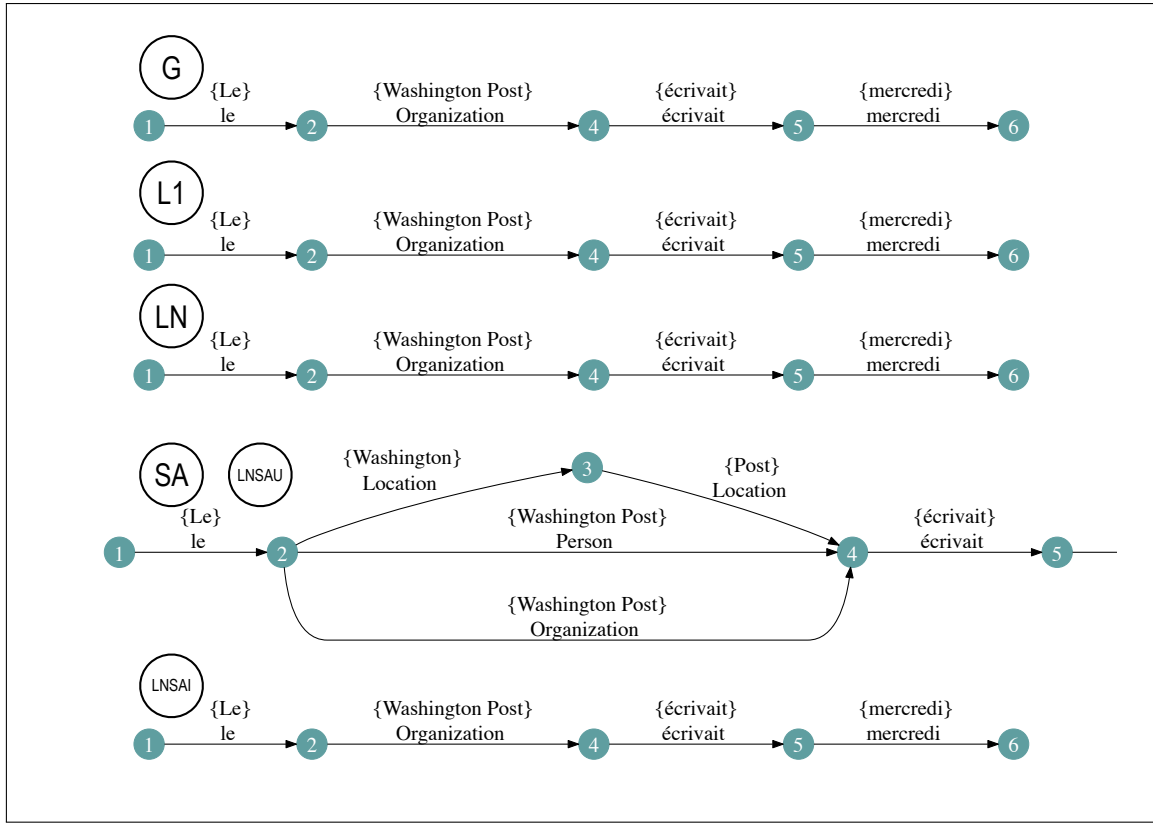 G
{Le} {Washington Post} {écrivait} {mercredi}
le Organization écrivait mercredi
1 2 4 5 6
L1
{Le} {Washington Post} {écrivait} {mercredi}
le Organization écrivait mercredi
1 2 4 5 6
LN
{Le} {Washington Post} {écrivait} {mercredi}
le Organization écrivait mercredi
1 2 4 5 6
SA LNSAU
{Washington} 3 {Post}
Location Location
{Le} {Washington Post} {écrivait}
le Person écrivait
1 2 4 5
{Washington Post}
Organization
LNSAI
{Le} {Washington Post} {écrivait} {mercredi}
le Organization écrivait mercredi
1 2 4 5 6